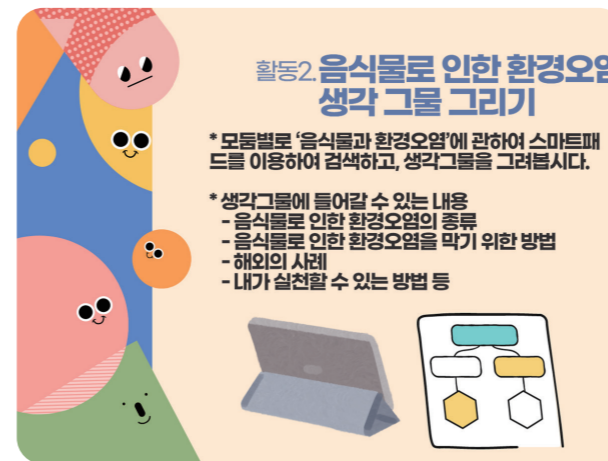 활동2. 음식물로 인한 환경오염
생각 그물 그리기
* 모둠별로 ‘음식물과 환경오염’에 관하여 스마트패
드를 이용하여 검색하고, 생각그물을 그려봅시다.
* 생각그물에 들어갈 수 있는 내용
- 음식물로 인한 환경오염의 종류
- 음식물로 인한 환경오염을 막기 위한 방법
- 해외의 사례
- 내가 실천할 수 있는 방법 등